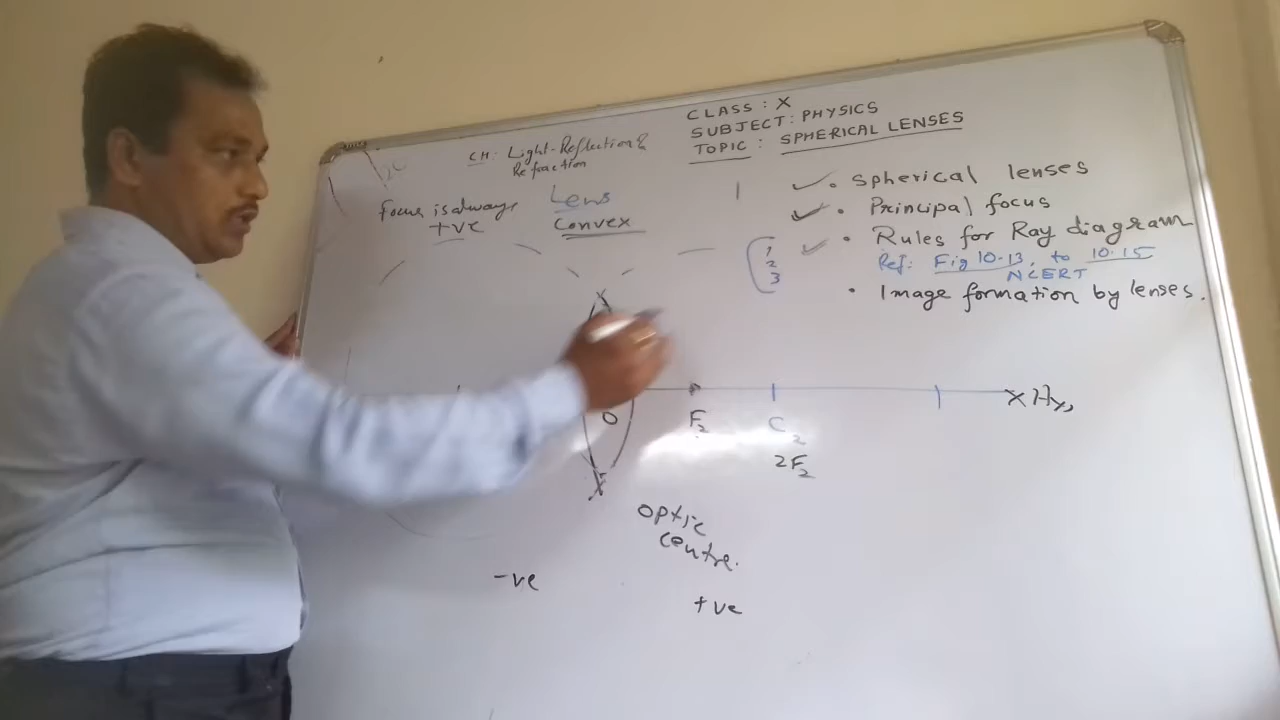 CLASS : X
SUBJECT : PHYSICS
TOPIC : SPHERICAL LENSES
CH: Light-Reflection &
Refraction
Focus is always
+ve
Lens
Convex
• Spherical lenses
• Principal focus
• Rules for Ray diagram
Ref: Fig 10.13, to 10.15
NCERT
• Image formation by lenses.
1
2
3
O
F2
C2
2F2
X
optic
centre.
-ve
+ve